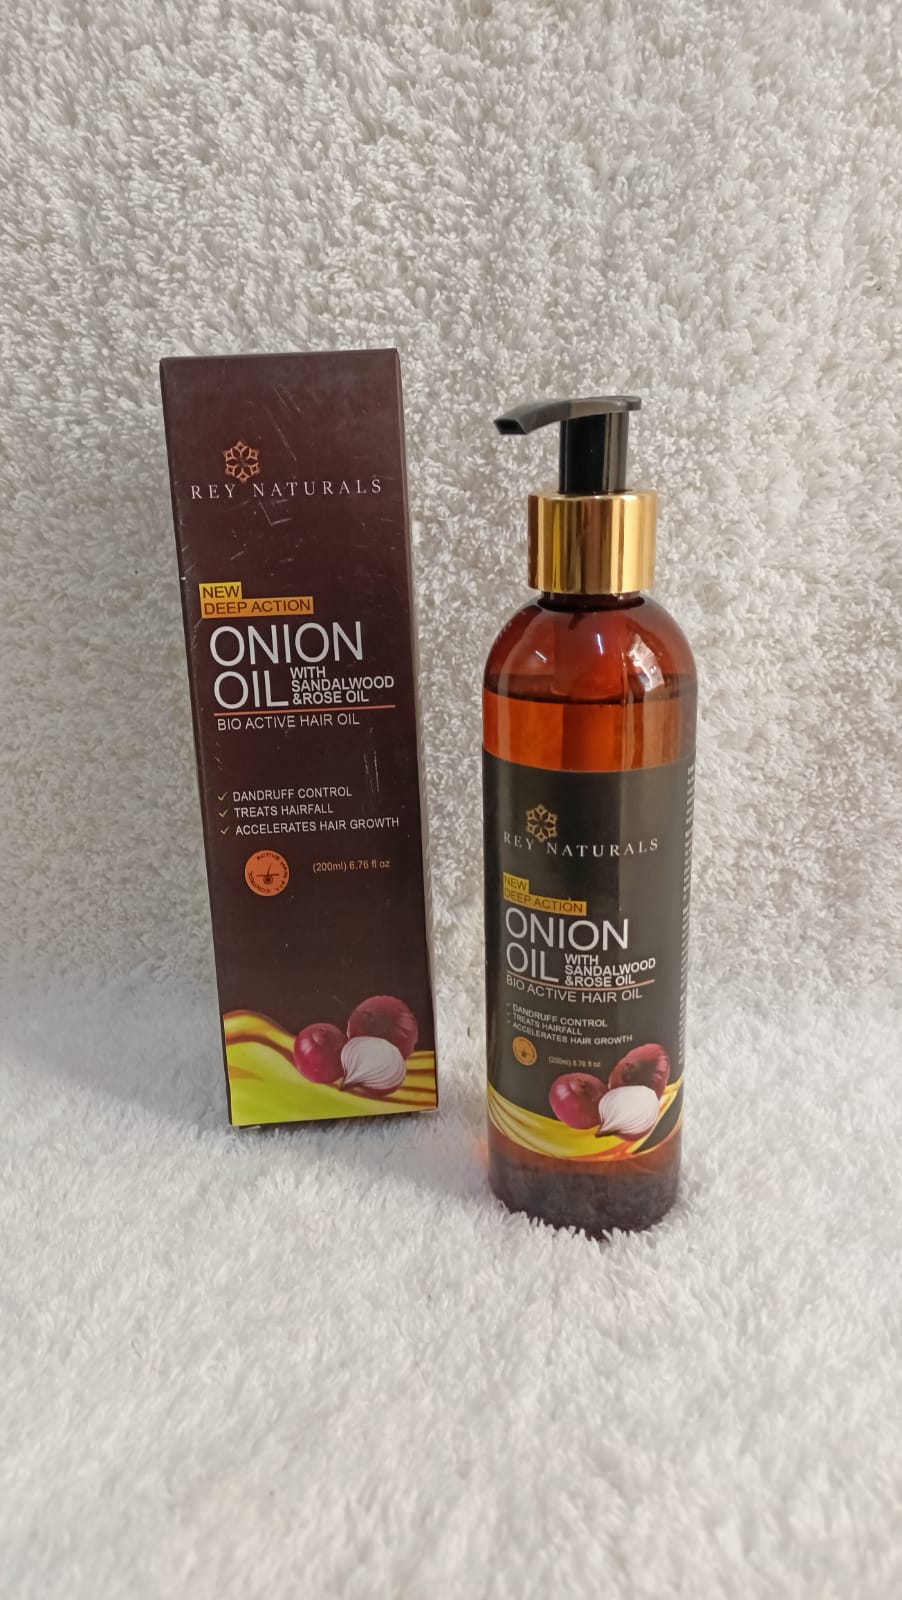 REY NATURALS
NEW
DEEP ACTION
ONION
OIL WITH
SANDALWOOD
&ROSE OIL
BIO ACTIVE HAIR OIL
✓ DANDRUFF CONTROL
✓ TREATS HAIRFALL
✓ ACCELERATES HAIR GROWTH
(200ml) 6.76 fl oz
REY NATURALS
NEW
DEEP ACTION
ONION
OIL WITH
SANDALWOOD
&ROSE OIL
BIO ACTIVE HAIR OIL
✓ DANDRUFF CONTROL
✓ TREATS HAIRFALL
✓ ACCELERATES HAIR GROWTH
(200ml) 6.76 fl oz